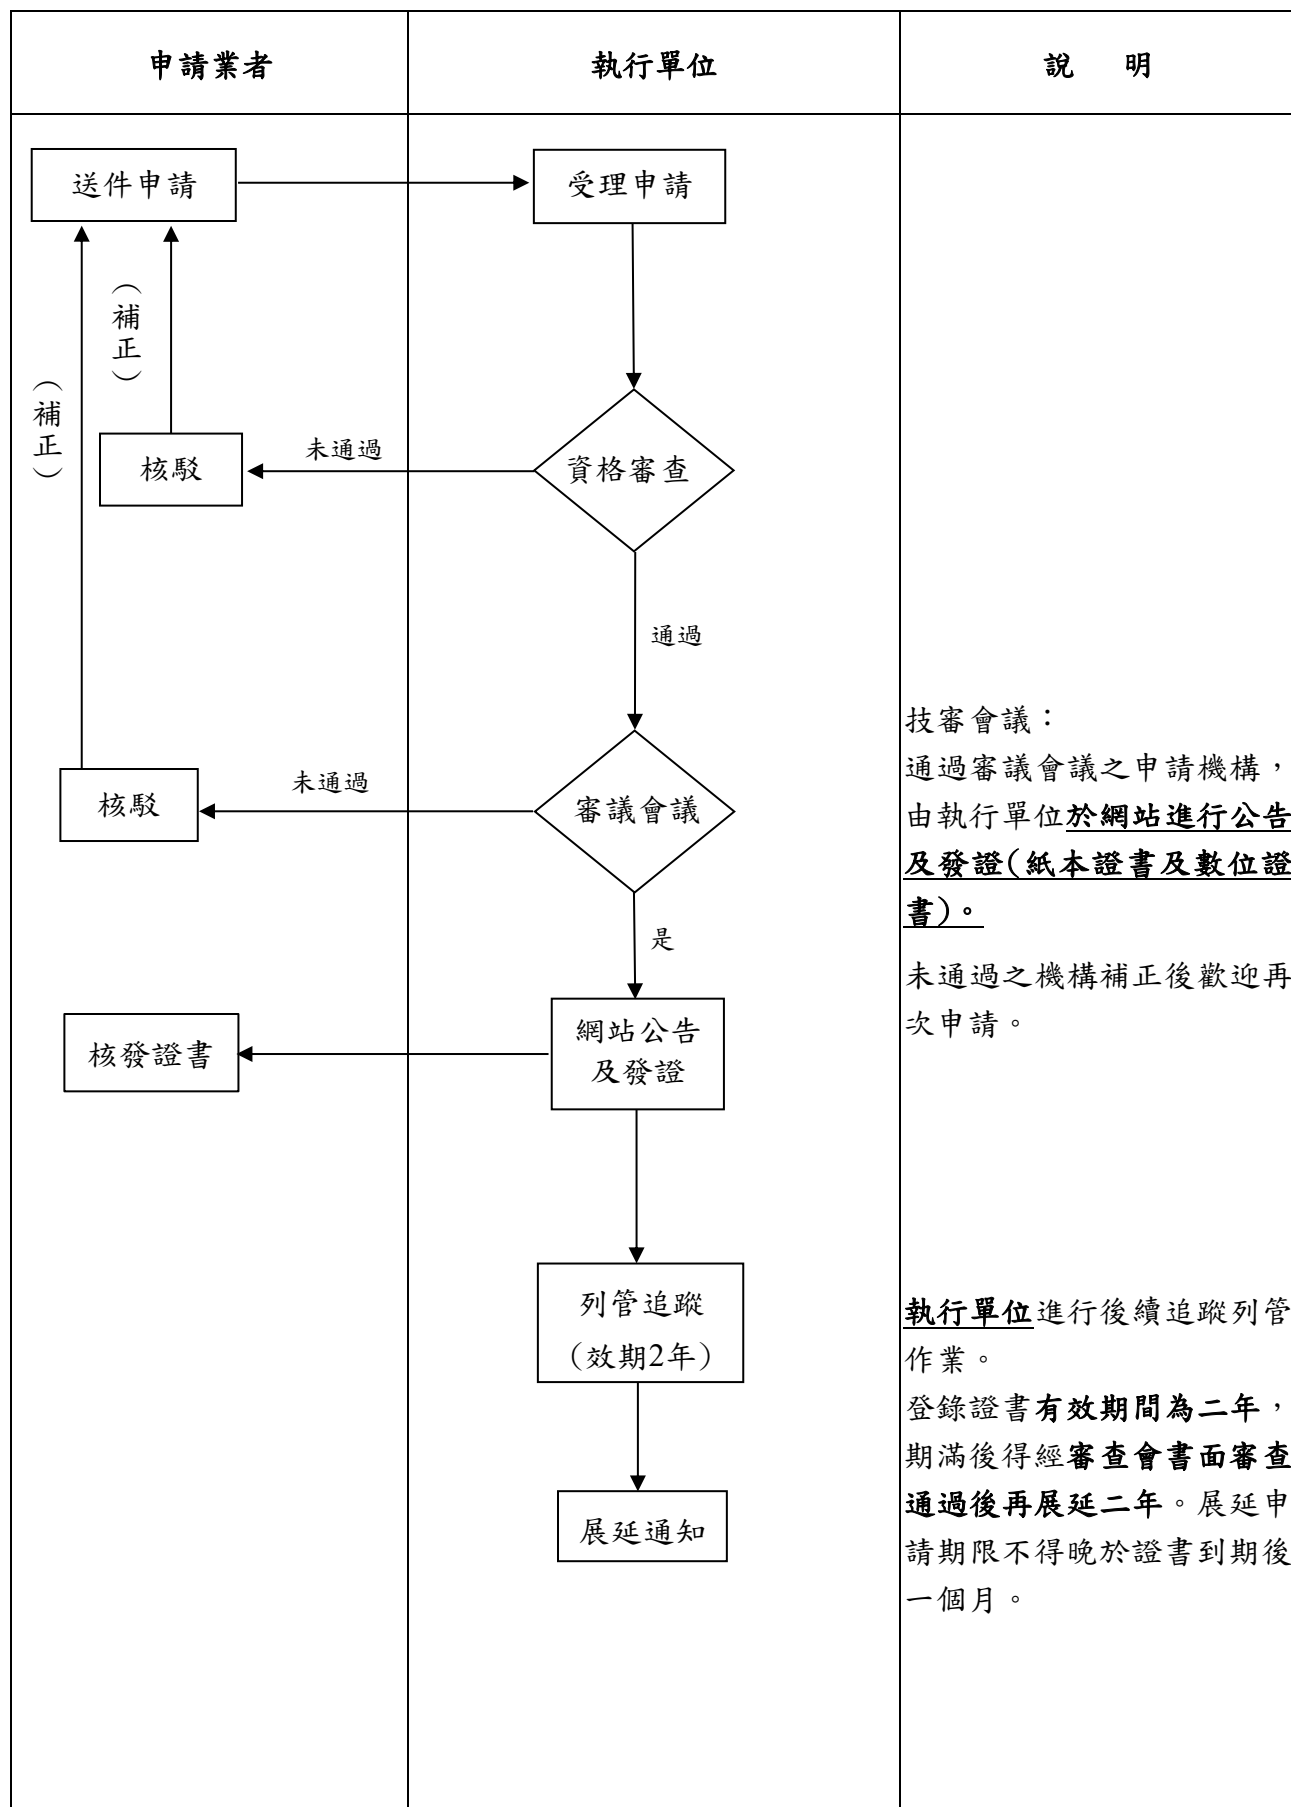 申請業者
執行單位
說 明
送件申請
受理申請
（補正）
（補正）
核駁
未通過
資格審查
通過
核駁
未通過
審議會議
是
核發證書
網站公告
及發證
列管追蹤
（效期2年）
展延通知
技審會議：
通過審議會議之申請機構，
由執行單位於網站進行公告
及發證(紙本證書及數位證
書)。
未通過之機構補正後歡迎再
次申請。
執行單位進行後續追蹤列管
作業。
登錄證書有效期間為二年，
期滿後得經審查會書面審查
通過後再展延二年。展延申
請期限不得晚於證書到期後
一個月。